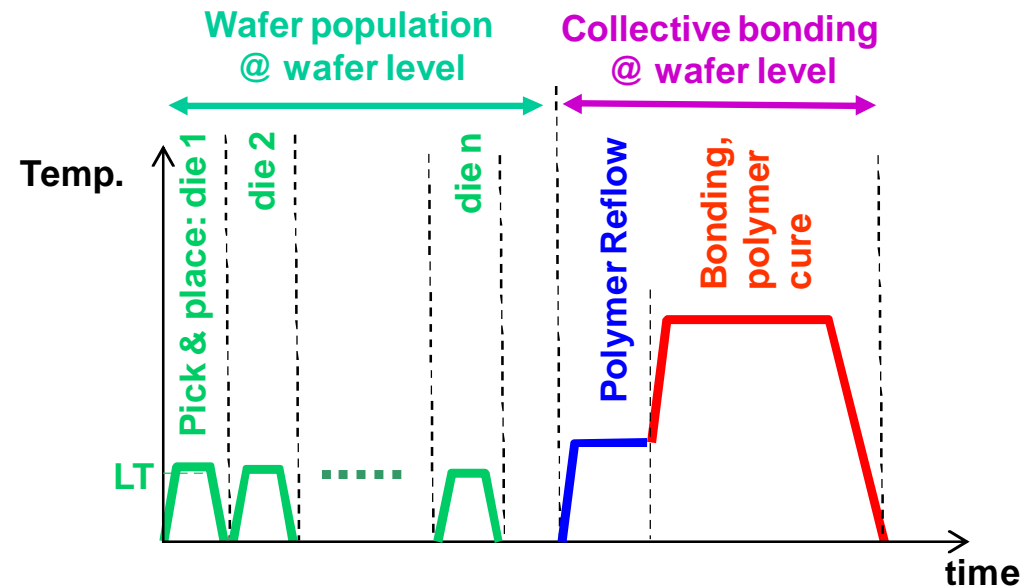 Wafer population
@ wafer level
Collective bonding
@ wafer level
Temp.
Pick & place: die 1
die 2
die n
Polymer Reflow
Bonding,
polymer
cure
LT
time